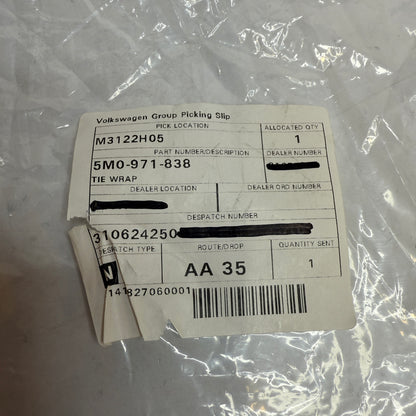 Volkswagen Group Picking Slip
PICK LOCATION ALLOCATED QTY
M3122H05 1
PART NUMBER/DESCRIPTION DEALER NUMBER
5M0-971-838
TIE WRAP
DEALER LOCATION DEALER ORD NUMBER
DESPATCH NUMBER
310624250
DESPATCH TYPE ROUTE/DROP QUANTITY SENT
N AA 35 1
141827060001